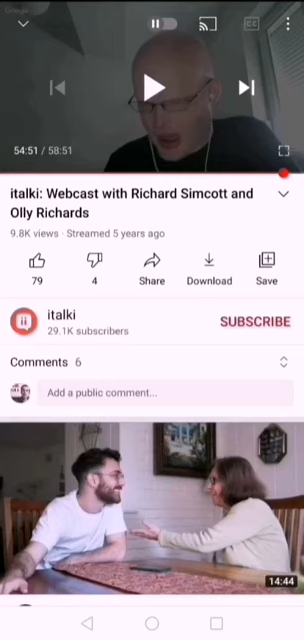 54:51 / 58:51
italki: Webcast with Richard Simcott and
Olly Richards
9.8K views · Streamed 5 years ago
79
4
Share
Download
Save
italki
29.1K subscribers
SUBSCRIBE
Comments 6
Add a public comment...
14:44